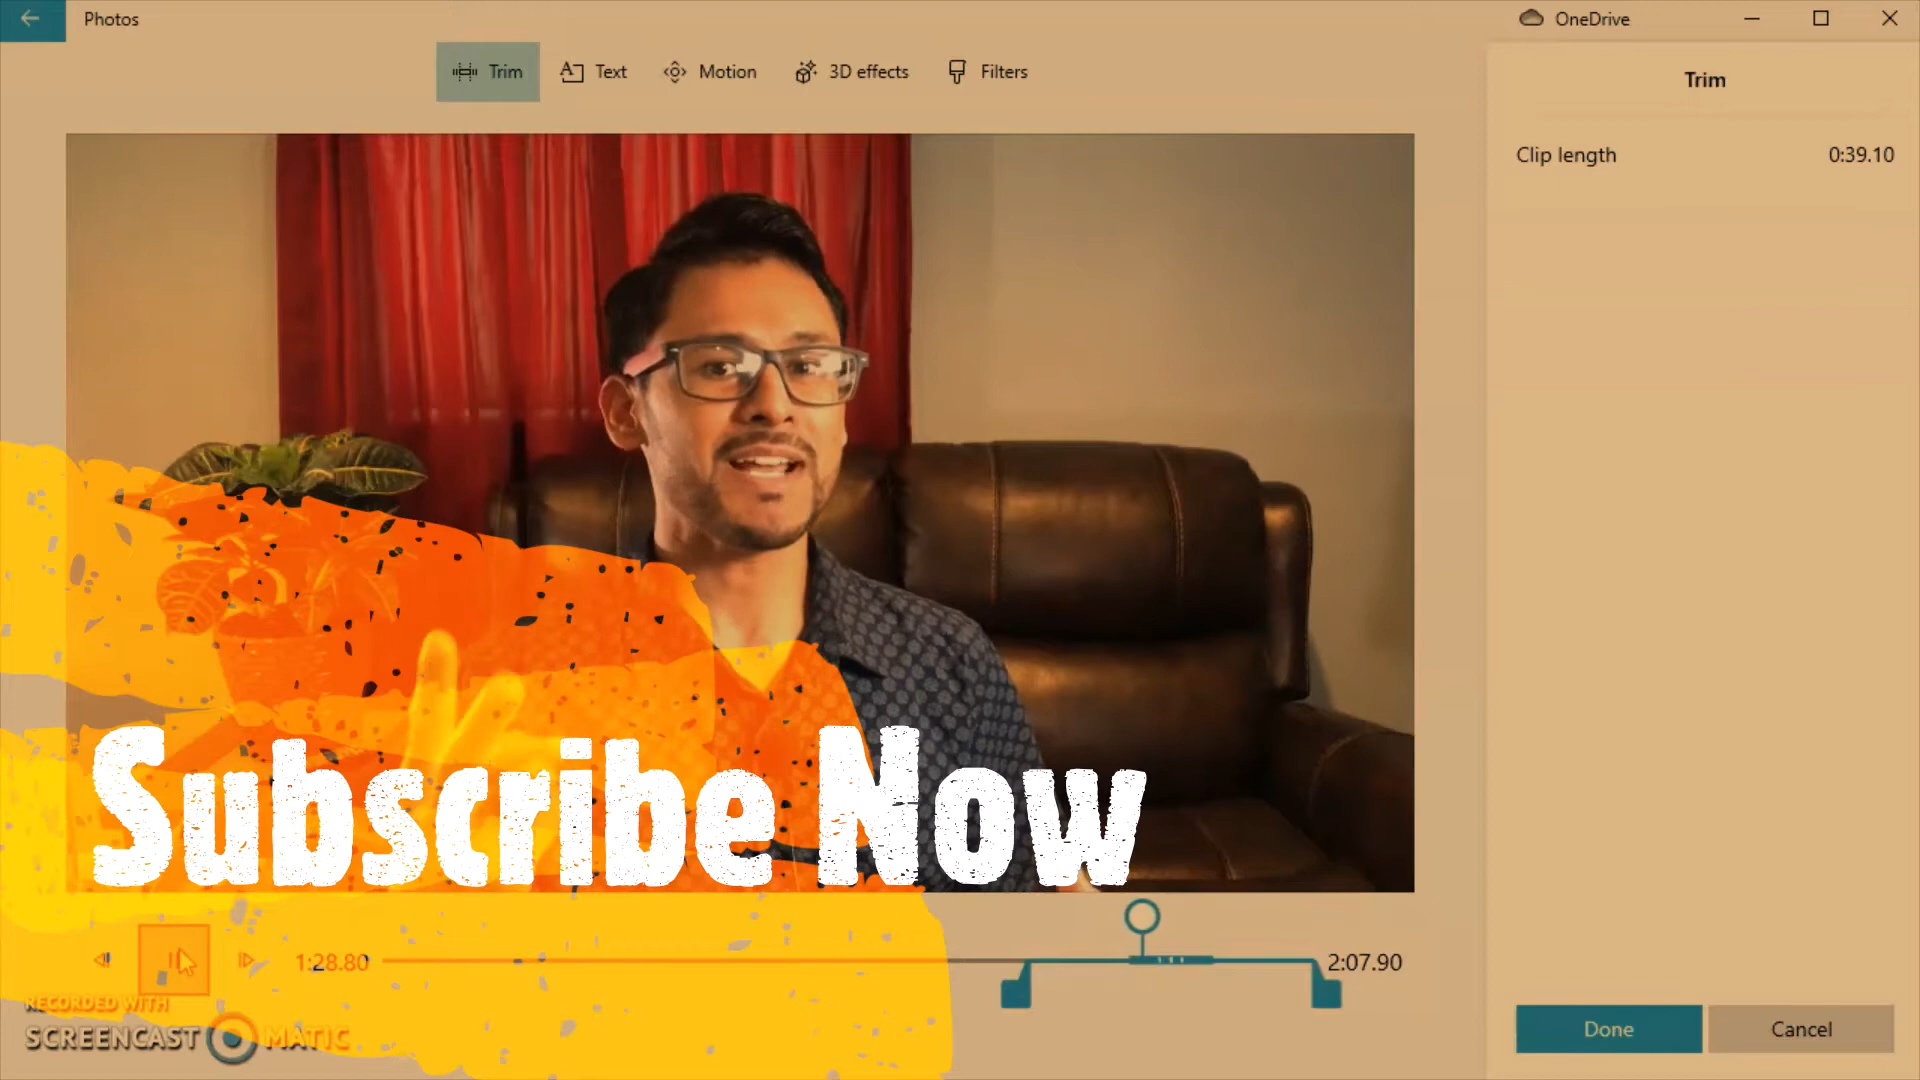 Photos
OneDrive
Trim
Text
Motion
3D effects
Filters
Trim
Clip length 0:39.10
Subscribe Now
1:28.80
2:07.90
RECORDED WITH
SCREENCAST MATIC
Done
Cancel